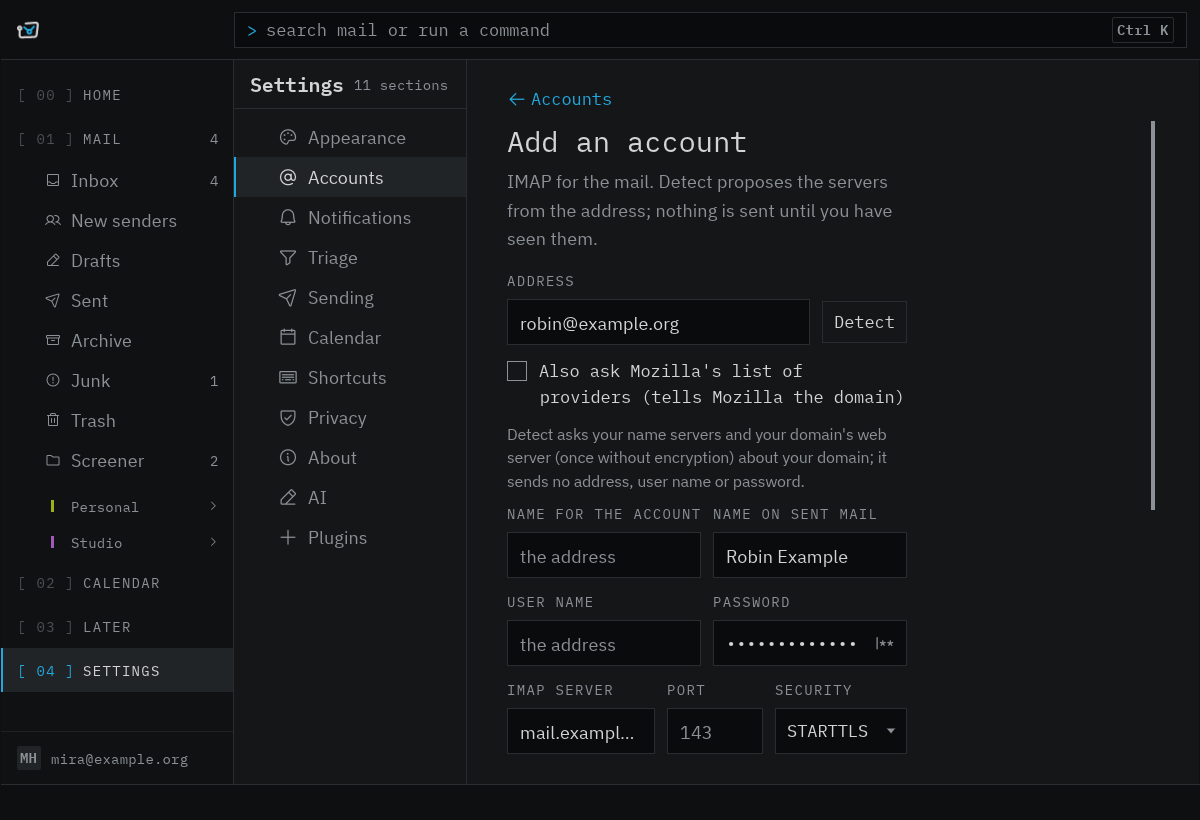 > search mail or run a command Ctrl K
[ 00 ] HOME
[ 01 ] MAIL 4
Inbox 4
New senders
Drafts
Sent
Archive
Junk 1
Trash
Screener 2
Personal
Studio
[ 02 ] CALENDAR
[ 03 ] LATER
[ 04 ] SETTINGS
MH mira@example.org
Settings 11 sections
Appearance
Accounts
Notifications
Triage
Sending
Calendar
Shortcuts
Privacy
About
AI
Plugins
← Accounts
Add an account
IMAP for the mail. Detect proposes the servers
from the address; nothing is sent until you have
seen them.
ADDRESS
robin@example.org Detect
Also ask Mozilla's list of
providers (tells Mozilla the domain)
Detect asks your name servers and your domain's web
server (once without encryption) about your domain; it
sends no address, user name or password.
NAME FOR THE ACCOUNT NAME ON SENT MAIL
the address Robin Example
USER NAME PASSWORD
the address ••••••••••••• |**
IMAP SERVER PORT SECURITY
mail.exampl... 143 STARTTLS